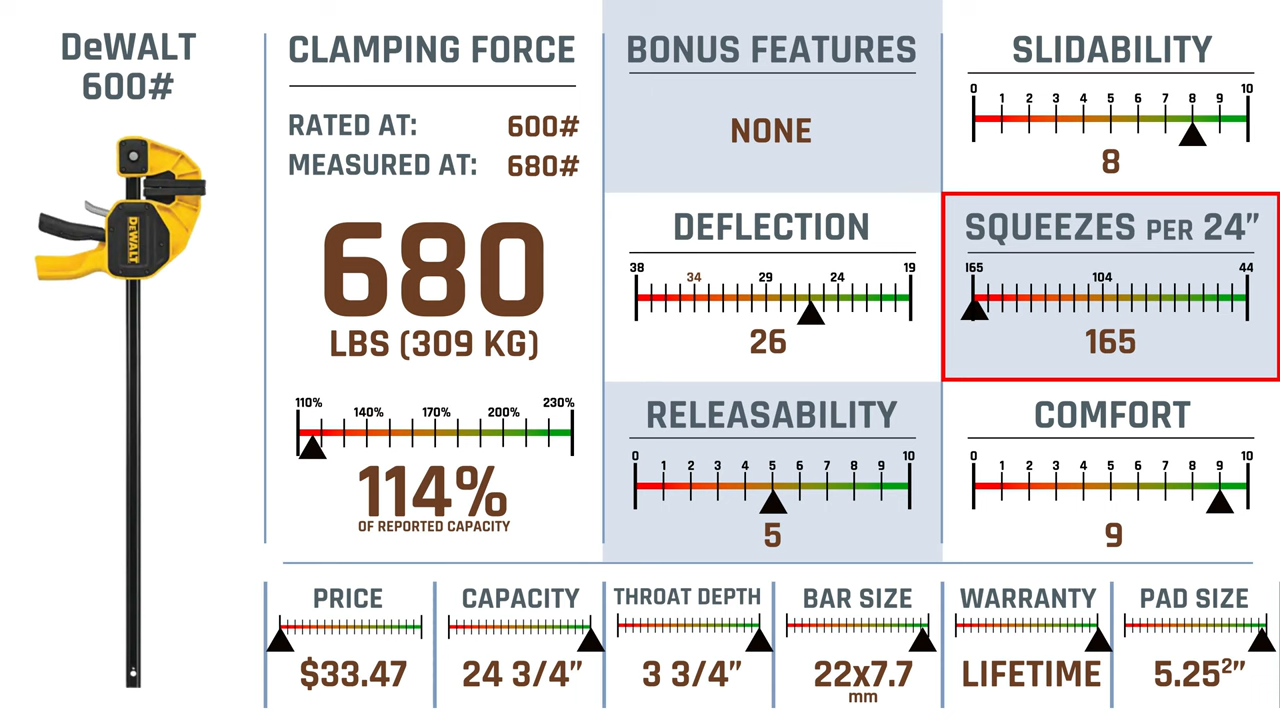 DeWALT
600#
DEWALT
CLAMPING FORCE
RATED AT: 600#
MEASURED AT: 680#
680
LBS (309 KG)
110% 140% 170% 200% 230%
114%
OF REPORTED CAPACITY
BONUS FEATURES
NONE
DEFLECTION
38 34 29 24 19
26
RELEASABILITY
0 1 2 3 4 5 6 7 8 9 10
5
SLIDABILITY
0 1 2 3 4 5 6 7 8 9 10
8
SQUEEZES PER 24”
165 104 44
165
COMFORT
0 1 2 3 4 5 6 7 8 9 10
9
PRICE
$33.47
CAPACITY
24 3/4”
THROAT DEPTH
3 3/4”
BAR SIZE
22x7.7
mm
WARRANTY
LIFETIME
PAD SIZE
5.25²”